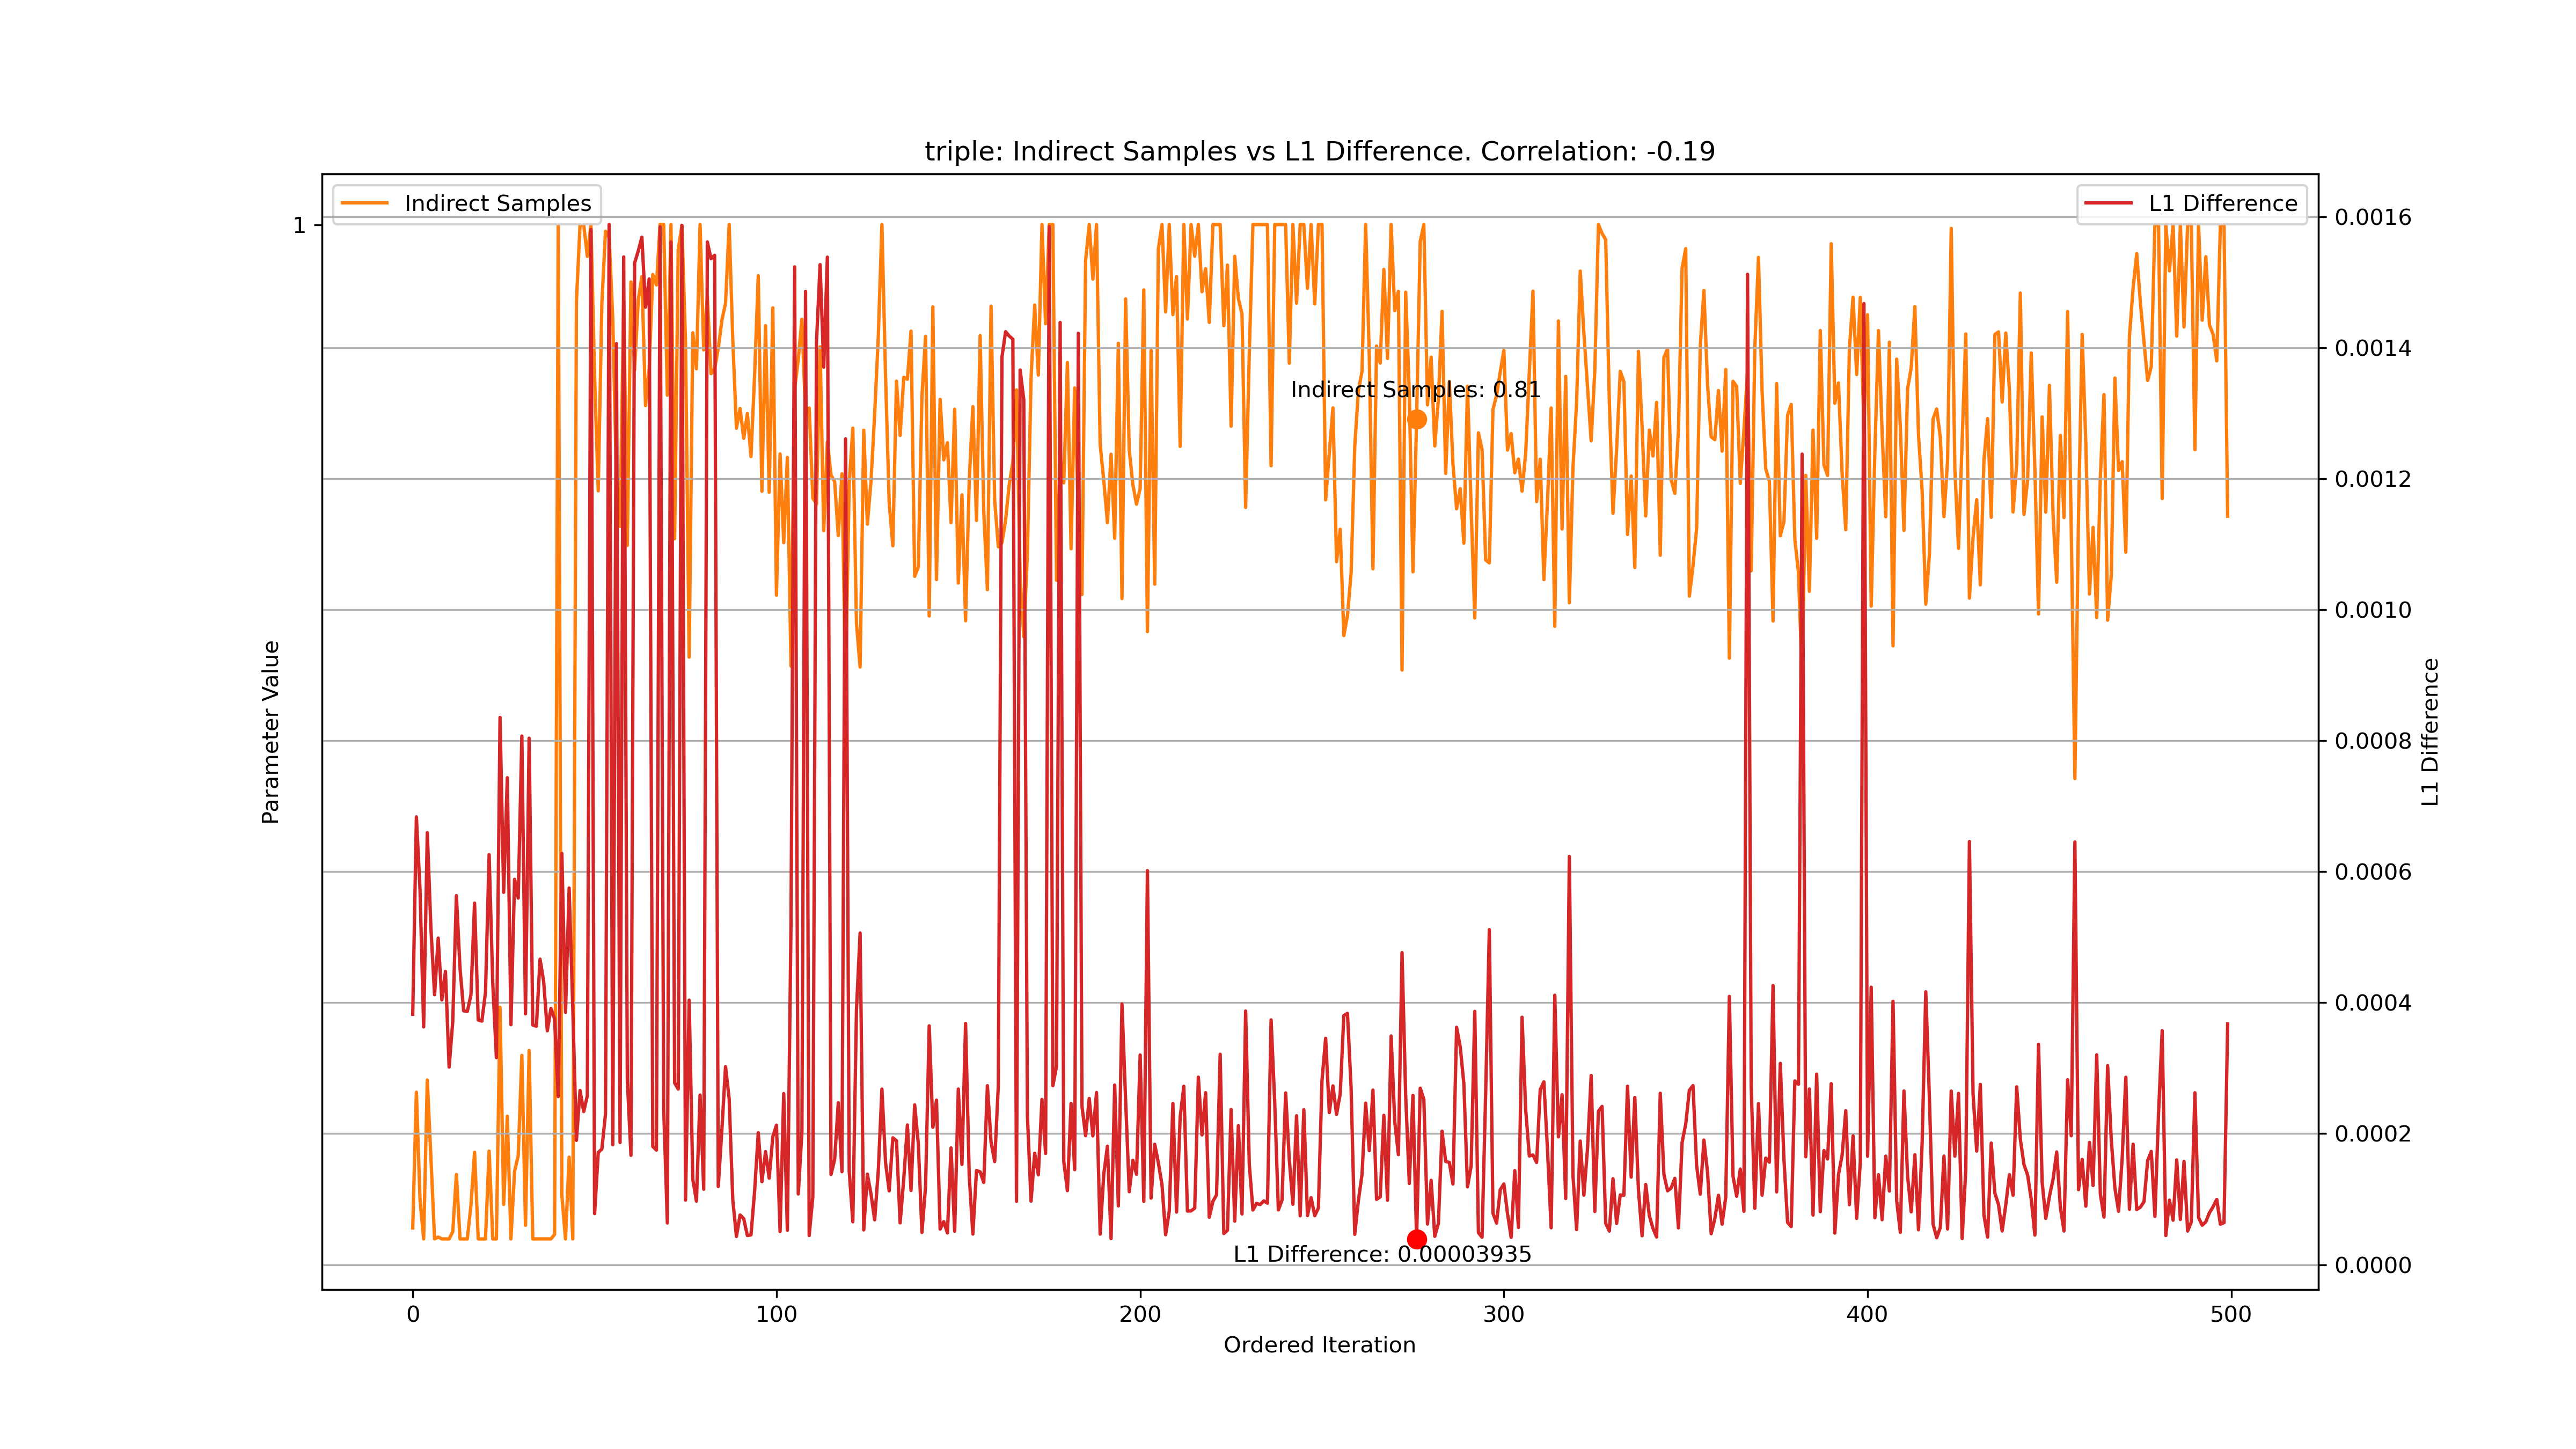 triple: Indirect Samples vs L1 Difference. Correlation: -0.19
Indirect Samples
L1 Difference
1
0.0016
0.0014
0.0012
0.0010
0.0008
0.0006
0.0004
0.0002
0.0000
Indirect Samples: 0.81
L1 Difference: 0.00003935
Parameter Value
L1 Difference
0 100 200 300 400 500
Ordered Iteration